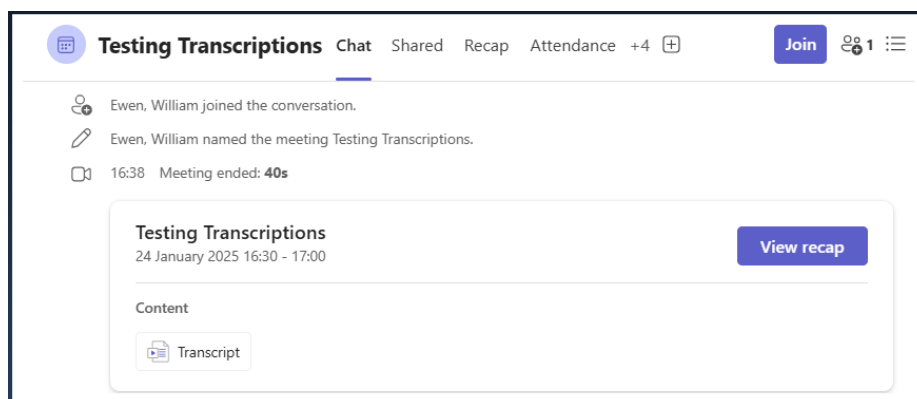 Testing Transcriptions Chat Shared Recap Attendance +4 Join 1
Ewen, William joined the conversation.
Ewen, William named the meeting Testing Transcriptions.
16:38 Meeting ended: 40s
Testing Transcriptions
24 January 2025 16:30 - 17:00
View recap
Content
Transcript